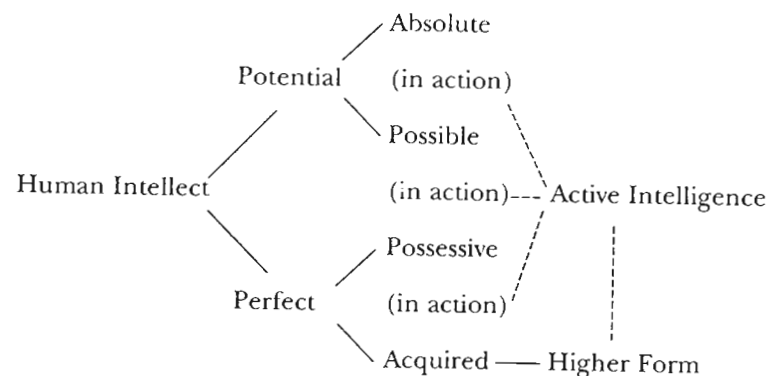 Absolute
Potential (in action)
Possible
Human Intellect (in action) Active Intelligence
Possessive
Perfect (in action)
Acquired Higher Form